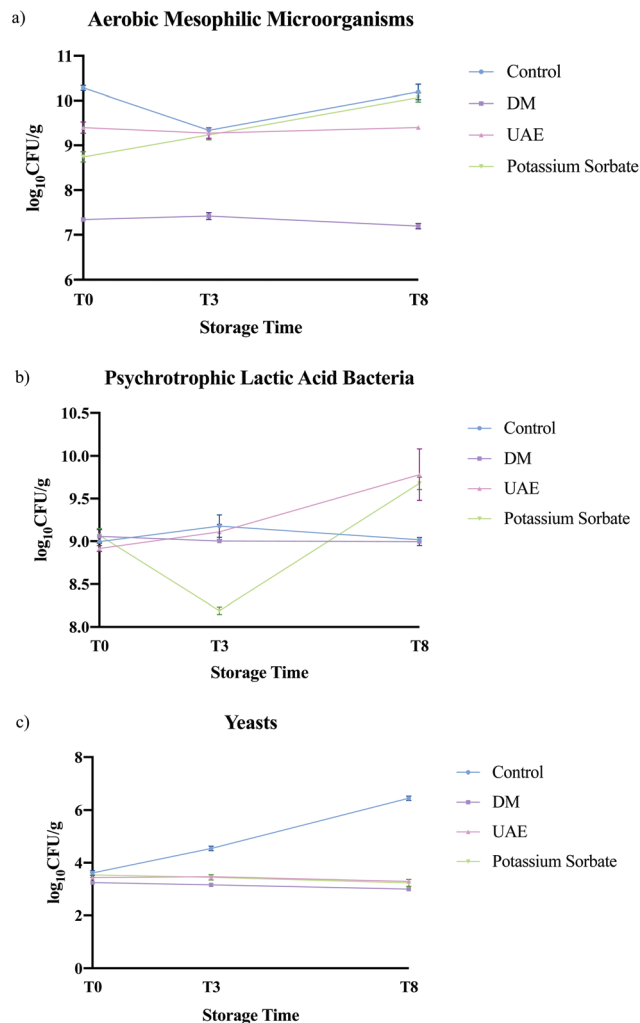 a)
Aerobic Mesophilic Microorganisms
11
10
9
8
7
6
log10CFU/g
T0 T3 T8
Storage Time
Control
DM
UAE
Potassium Sorbate
b)
Psychrotrophic Lactic Acid Bacteria
10.5
10.0
9.5
9.0
8.5
8.0
log10CFU/g
T0 T3 T8
Storage Time
Control
DM
UAE
Potassium Sorbate
c)
Yeasts
8
6
4
2
0
log10CFU/g
T0 T3 T8
Storage Time
Control
DM
UAE
Potassium Sorbate